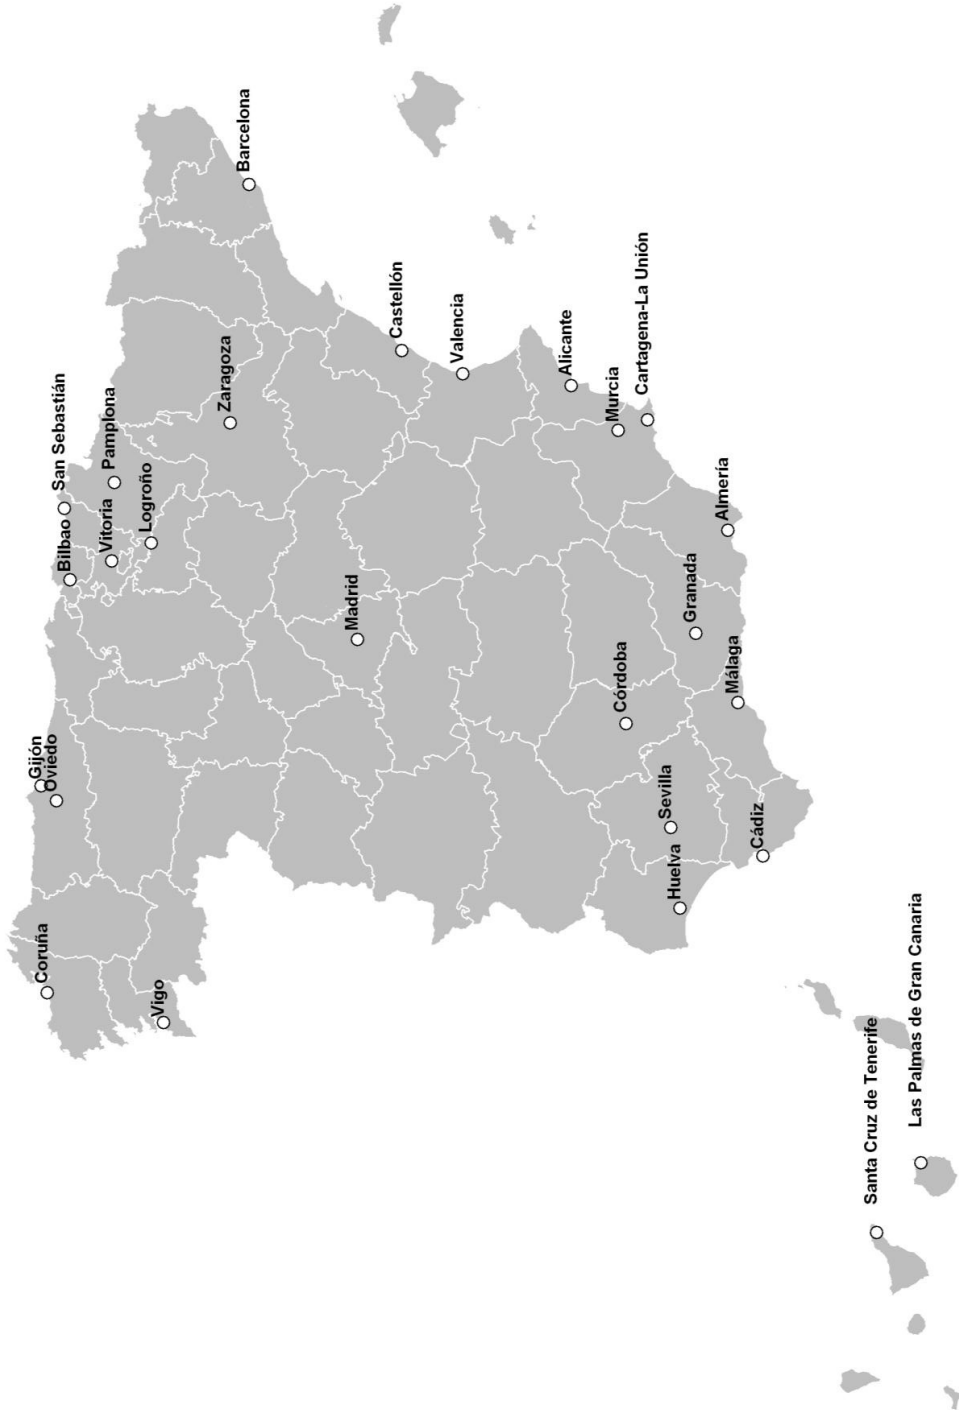 Coruña
Gijón
Oviedo
Bilbao
San Sebastián
Vitoria
Pamplona
Logroño
Vigo
Zaragoza
Barcelona
Madrid
Castellón
Valencia
Alicante
Murcia
Cartagena-La Unión
Córdoba
Sevilla
Huelva
Granada
Almería
Málaga
Cádiz
Santa Cruz de Tenerife
Las Palmas de Gran Canaria